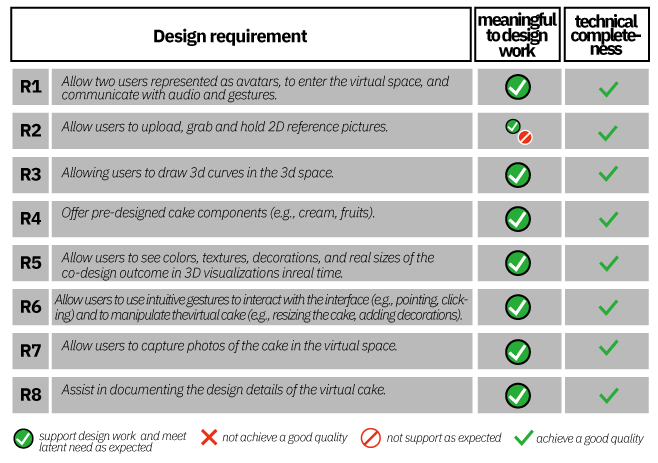 Design requirement
meaningful
to design
work
technical
complete-
ness
R1
Allow two users represented as avatars, to enter the virtual space, and
communicate with audio and gestures.
R2
Allow users to upload, grab and hold 2D reference pictures.
R3
Allowing users to draw 3d curves in the 3d space.
R4
Offer pre-designed cake components (e.g., cream, fruits).
R5
Allow users to see colors, textures, decorations, and real sizes of the
co-design outcome in 3D visualizations inreal time.
R6
Allow users to use intuitive gestures to interact with the interface (e.g., pointing, click-
ing) and to manipulate thevirtual cake (e.g., resizing the cake, adding decorations).
R7
Allow users to capture photos of the cake in the virtual space.
R8
Assist in documenting the design details of the virtual cake.
support design work and meet
latent need as expected
not achieve a good quality
not support as expected
achieve a good quality